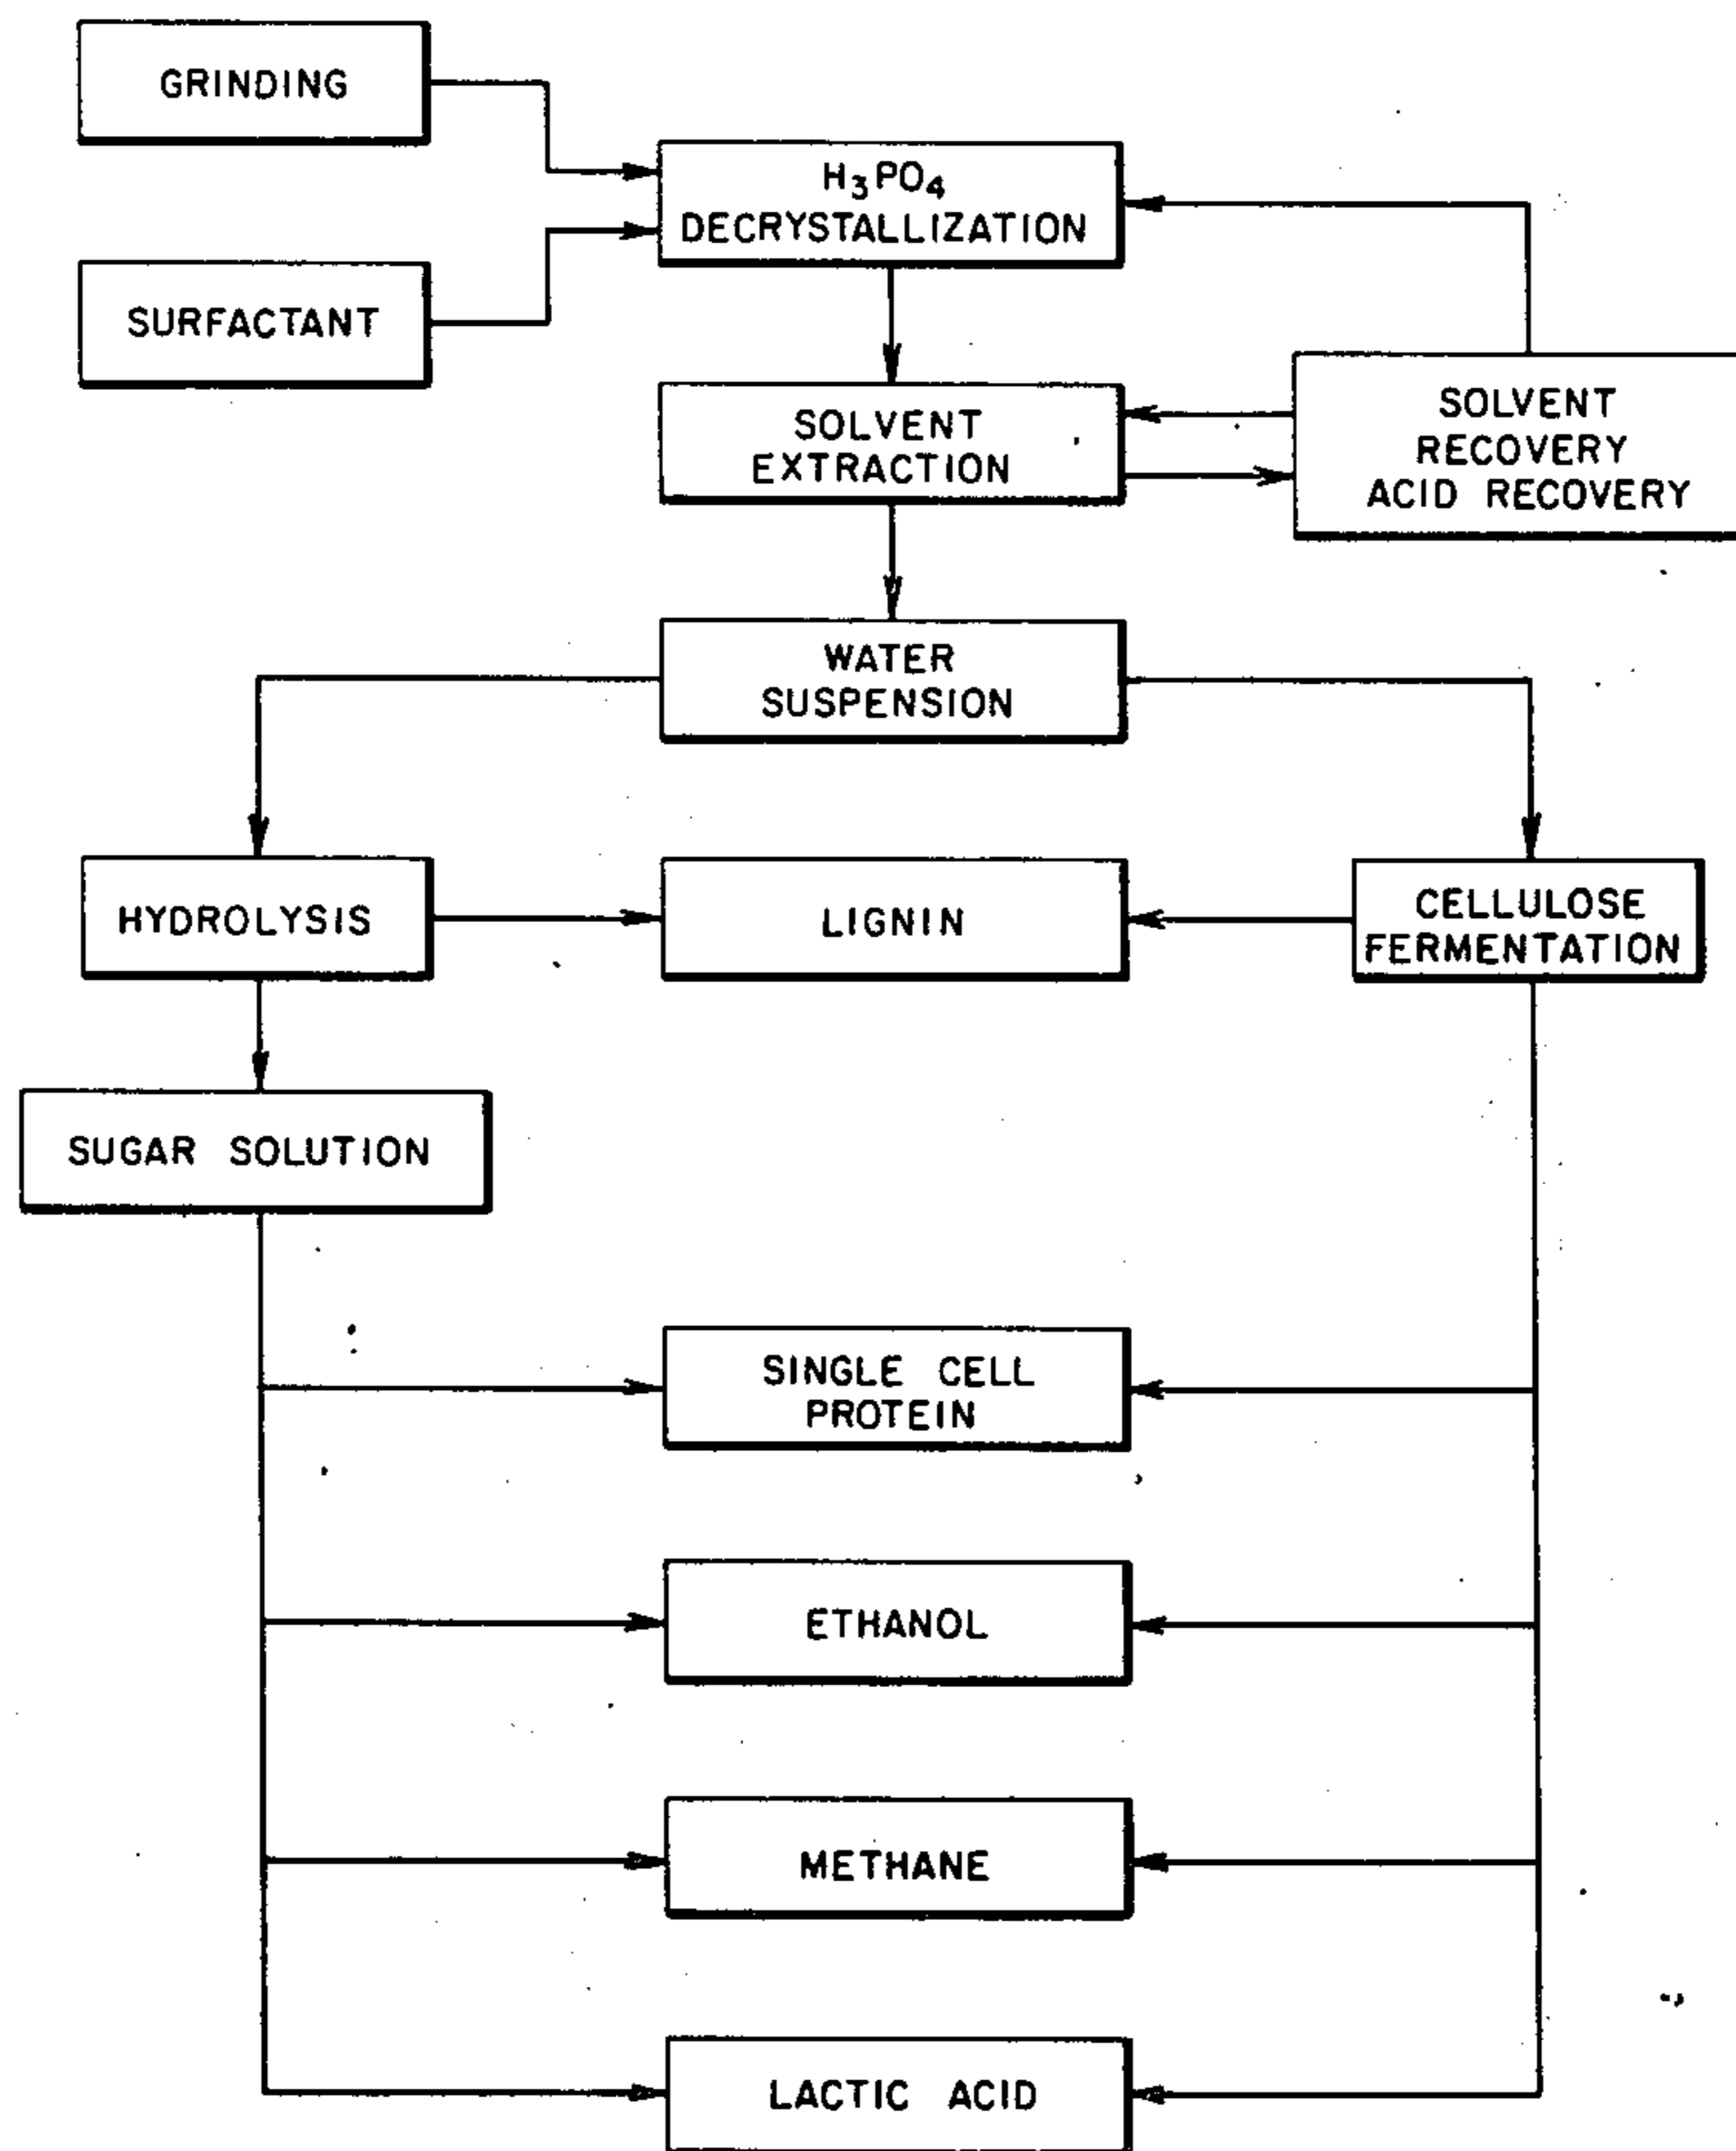 GRINDING
H₃PO₄
DECRYSTALLIZATION
SURFACTANT
SOLVENT
EXTRACTION
SOLVENT
RECOVERY
ACID RECOVERY
WATER
SUSPENSION
HYDROLYSIS
LIGNIN
CELLULOSE
FERMENTATION
SUGAR SOLUTION
SINGLE CELL
PROTEIN
ETHANOL
METHANE
LACTIC ACID